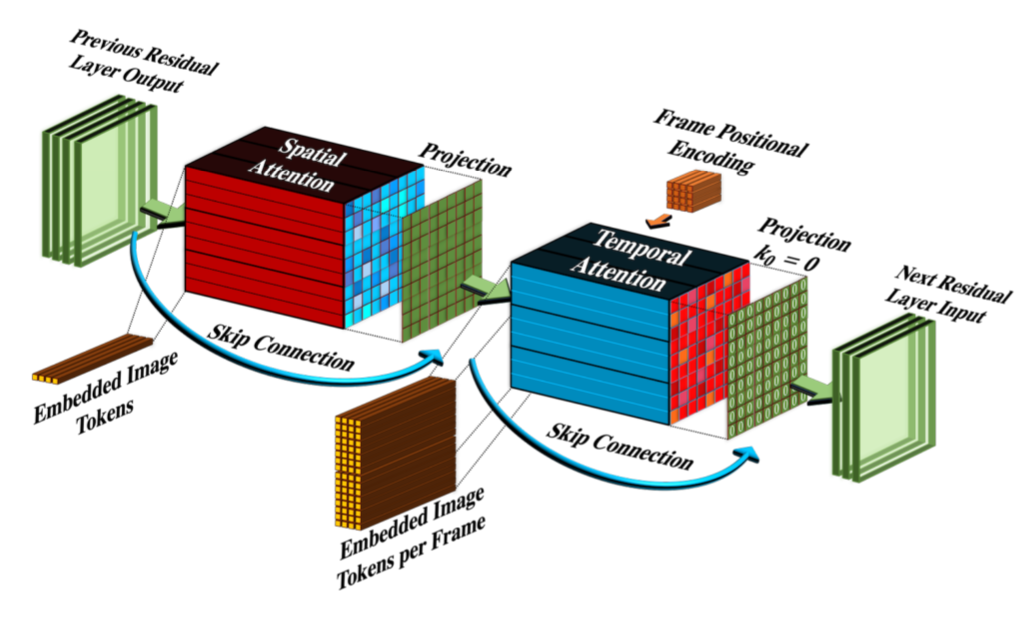 Previous Residual
Layer Output
Spatial
Attention
Projection
Frame Positional
Encoding
Temporal
Attention
Projection
k₀ = 0
Next Residual
Layer Input
Skip Connection
Embedded Image
Tokens
Skip Connection
Embedded Image
Tokens per Frame